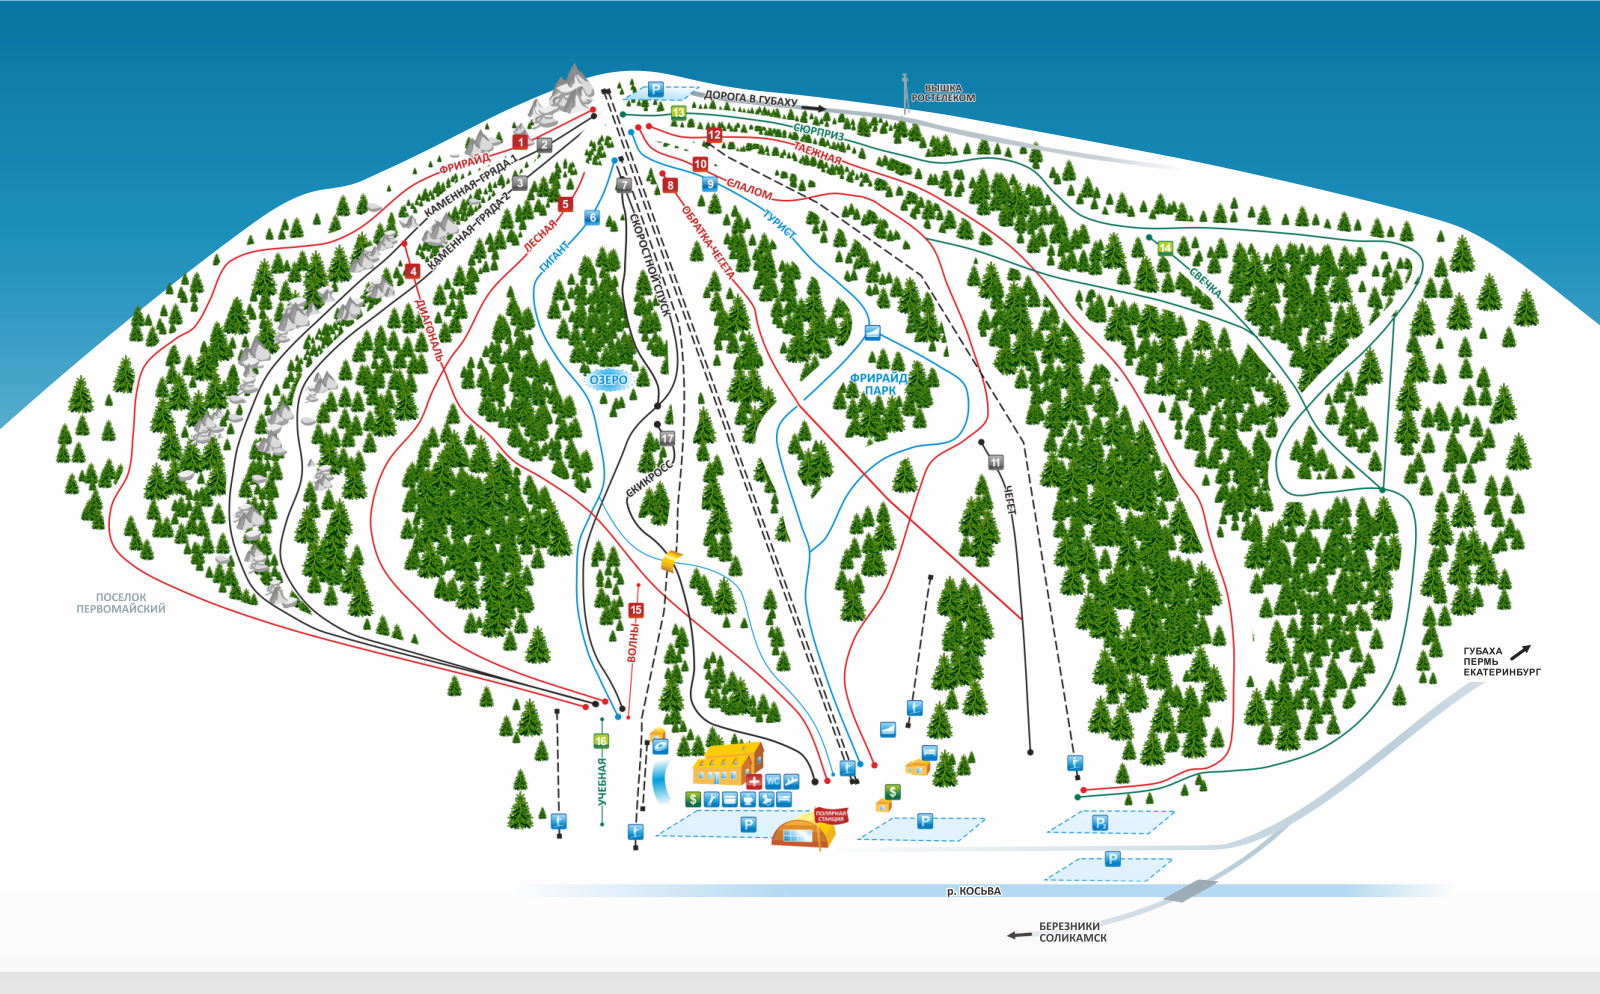 P
ДОРОГА В ГУБАХУ
ВЫШКА
РОСТЕЛЕКОМ
13
СЮРПРИЗ
12
ТАЕЖНАЯ
1
ФРИРАЙД
2
КАМЕННАЯ-ГРЯДА-1
3
КАМЕННАЯ-ГРЯДА-2
10
СЛАЛОМ
9
ТУРИСТ
8
ОБРАТКА-ЧЕГЕТА
7
СКОРОСТНОЙ СПУСК
5
ЛЕСНАЯ
6
ГИГАНТ
4
ДИАГОНАЛЬ
14
СВЕЧКА
ОЗЕРО
ФРИРАЙД
ПАРК
17
СКИКРОСС
11
ЧЕГЕТ
ПОСЕЛОК
ПЕРВОМАЙСКИЙ
15
ВОЛНЫ
ГУБАХА
ПЕРМЬ
ЕКАТЕРИНБУРГ
16
УЧЕБНАЯ
WC
$
$
ПОЛЯРНАЯ
СТАНЦИЯ
P
P
P
P
р. КОСЬВА
БЕРЕЗНИКИ
СОЛИКАМСК